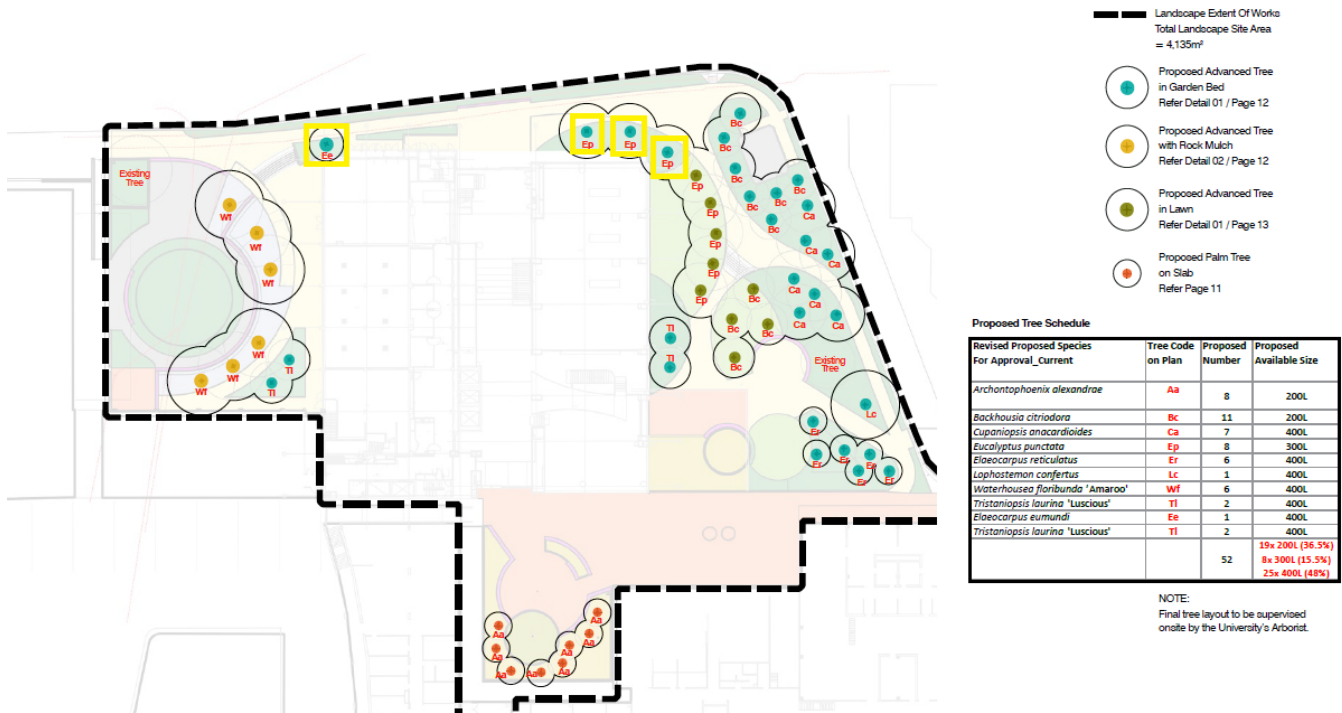 Landscape Extent Of Works
Total Landscape Site Area
= 4,135m²
Proposed Advanced Tree
in Garden Bed
Refer Detail 01 / Page 12
Proposed Advanced Tree
with Rock Mulch
Refer Detail 02 / Page 12
Proposed Advanced Tree
in Lawn
Refer Detail 01 / Page 13
Proposed Palm Tree
on Slab
Refer Page 11
Ee
Ep
Ep
Ep
Ep
Ep
Ep
Ep
Ep
Bc
Bc
Bc
Bc
Bc
Bc
Bc
Ca
Ca
Ca
Ca
Ca
Ca
Ca
Bc
Bc
Bc
Bc
Existing
Tree
Wf
Wf
Wf
Wf
Wf
Wf
Tl
Tl
Tl
Tl
Existing
Tree
Lc
Er
Er
Er
Er
Er
Er
Aa
Aa
Aa
Aa
Aa
Aa
Aa
Aa
Proposed Tree Schedule
Revised Proposed Species For Approval_Current Tree Code on Plan Proposed Number Proposed Available Size
Archontophoenix alexandrae Aa 8 200L
Backhousia citriodora Bc 11 200L
Cupaniopsis anacardioides Ca 7 400L
Eucalyptus punctata Ep 8 300L
Elaeocarpus reticulatus Er 6 400L
Lophostemon confertus Lc 1 400L
Waterhousea floribunda 'Amaroo' Wf 6 400L
Tristaniopsis laurina 'Luscious' Tl 2 400L
Elaeocarpus eumundi Ee 1 400L
Tristaniopsis laurina 'Luscious' Tl 2 400L
52
19x 200L (36.5%)
8x 300L (15.5%)
25x 400L (48%)
NOTE:
Final tree layout to be supervised
onsite by the University's Arborist.